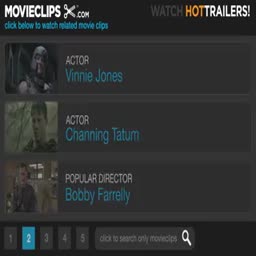 MOVIECLIPS .COM WATCH HOTTRAILERS!
click below to watch related movie clips
ACTOR
Vinnie Jones
ACTOR
Channing Tatum
POPULAR DIRECTOR
Bobby Farrelly
1 2 3 4 5 click to search only movieclips